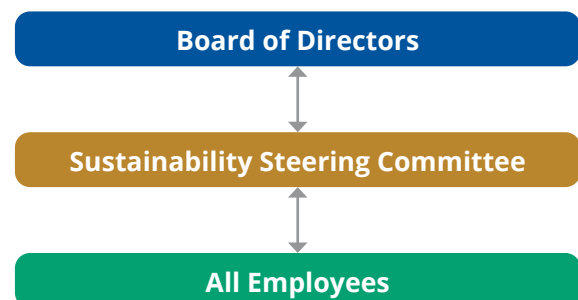 Board of Directors
Sustainability Steering Committee
All Employees